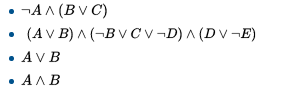 • ¬A ∧ (B ∨ C)
• (A ∨ B) ∧ (¬B ∨ C ∨ ¬D) ∧ (D ∨ ¬E)
• A ∨ B
• A ∧ B